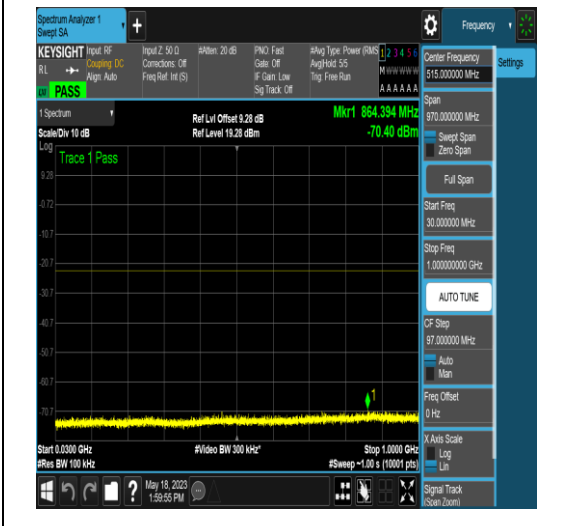 Spectrum Analyzer 1
Swept SA
Frequency
KEYSIGHT
RL
PASS
Input: RF
Coupling: DC
Align: Auto
Input Z: 50 Ω
Corrections: Off
Freq Ref: Int (S)
#Atten: 20 dB
PNO: Fast
Gate: Off
IF Gain: Low
Sig Track: Off
#Avg Type: Power (RMS
Avg|Hold: 5/5
Trig: Free Run
1 2 3 4 5 6
M W W W W W
A A A A A A
Settings
1 Spectrum
Scale/Div 10 dB
Ref Lvl Offset 9.28 dB
Ref Level 19.28 dBm
Mkr1 864.394 MHz
-70.40 dBm
Log
Trace 1 Pass
9.28
-0.72
-10.7
-20.7
-30.7
-40.7
-50.7
-60.7
-70.7
1
Start 0.0300 GHz
#Res BW 100 kHz
#Video BW 300 kHz*
Stop 1.0000 GHz
#Sweep ~1.00 s (10001 pts)
May 18, 2023
1:59:55 PM
Center Frequency
515.000000 MHz
Span
970.000000 MHz
Swept Span
Zero Span
Full Span
Start Freq
30.000000 MHz
Stop Freq
1.000000000 GHz
AUTO TUNE
CF Step
97.000000 MHz
Auto
Man
Freq Offset
0 Hz
X Axis Scale
Log
Lin
Signal Track
(Span Zoom)